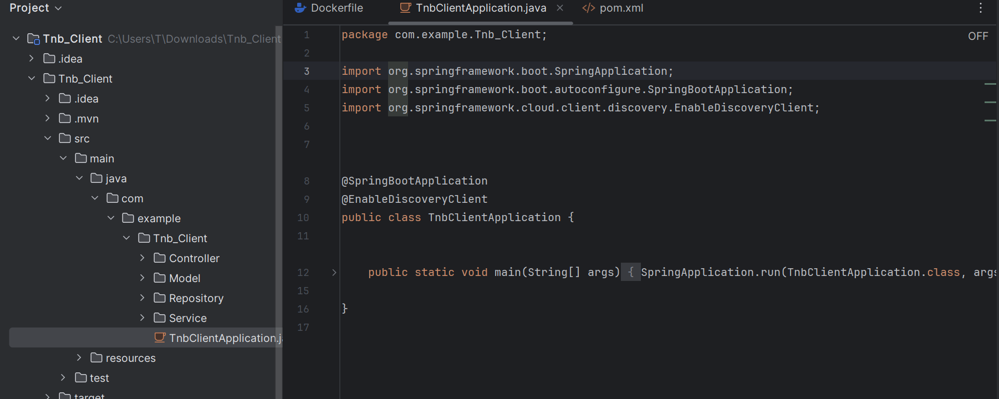 Project
Tnb_Client C:\Users\T\Downloads\Tnb_Client
.idea
Tnb_Client
.idea
.mvn
src
main
java
com
example
Tnb_Client
Controller
Model
Repository
Service
TnbClientApplication.j
resources
test
target
Dockerfile TnbClientApplication.java pom.xml
OFF
1 package com.example.Tnb_Client;
2
3 import org.springframework.boot.SpringApplication;
4 import org.springframework.boot.autoconfigure.SpringBootApplication;
5 import org.springframework.cloud.client.discovery.EnableDiscoveryClient;
6
7
8 @SpringBootApplication
9 @EnableDiscoveryClient
10 public class TnbClientApplication {
11
12 public static void main(String[] args) { SpringApplication.run(TnbClientApplication.class, args
15
16 }
17